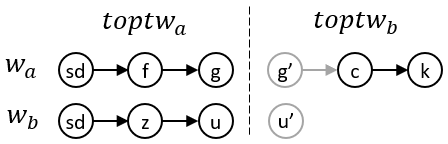 toptw_a toptw_b
w_a sd f g g' c k
w_b sd z u u'